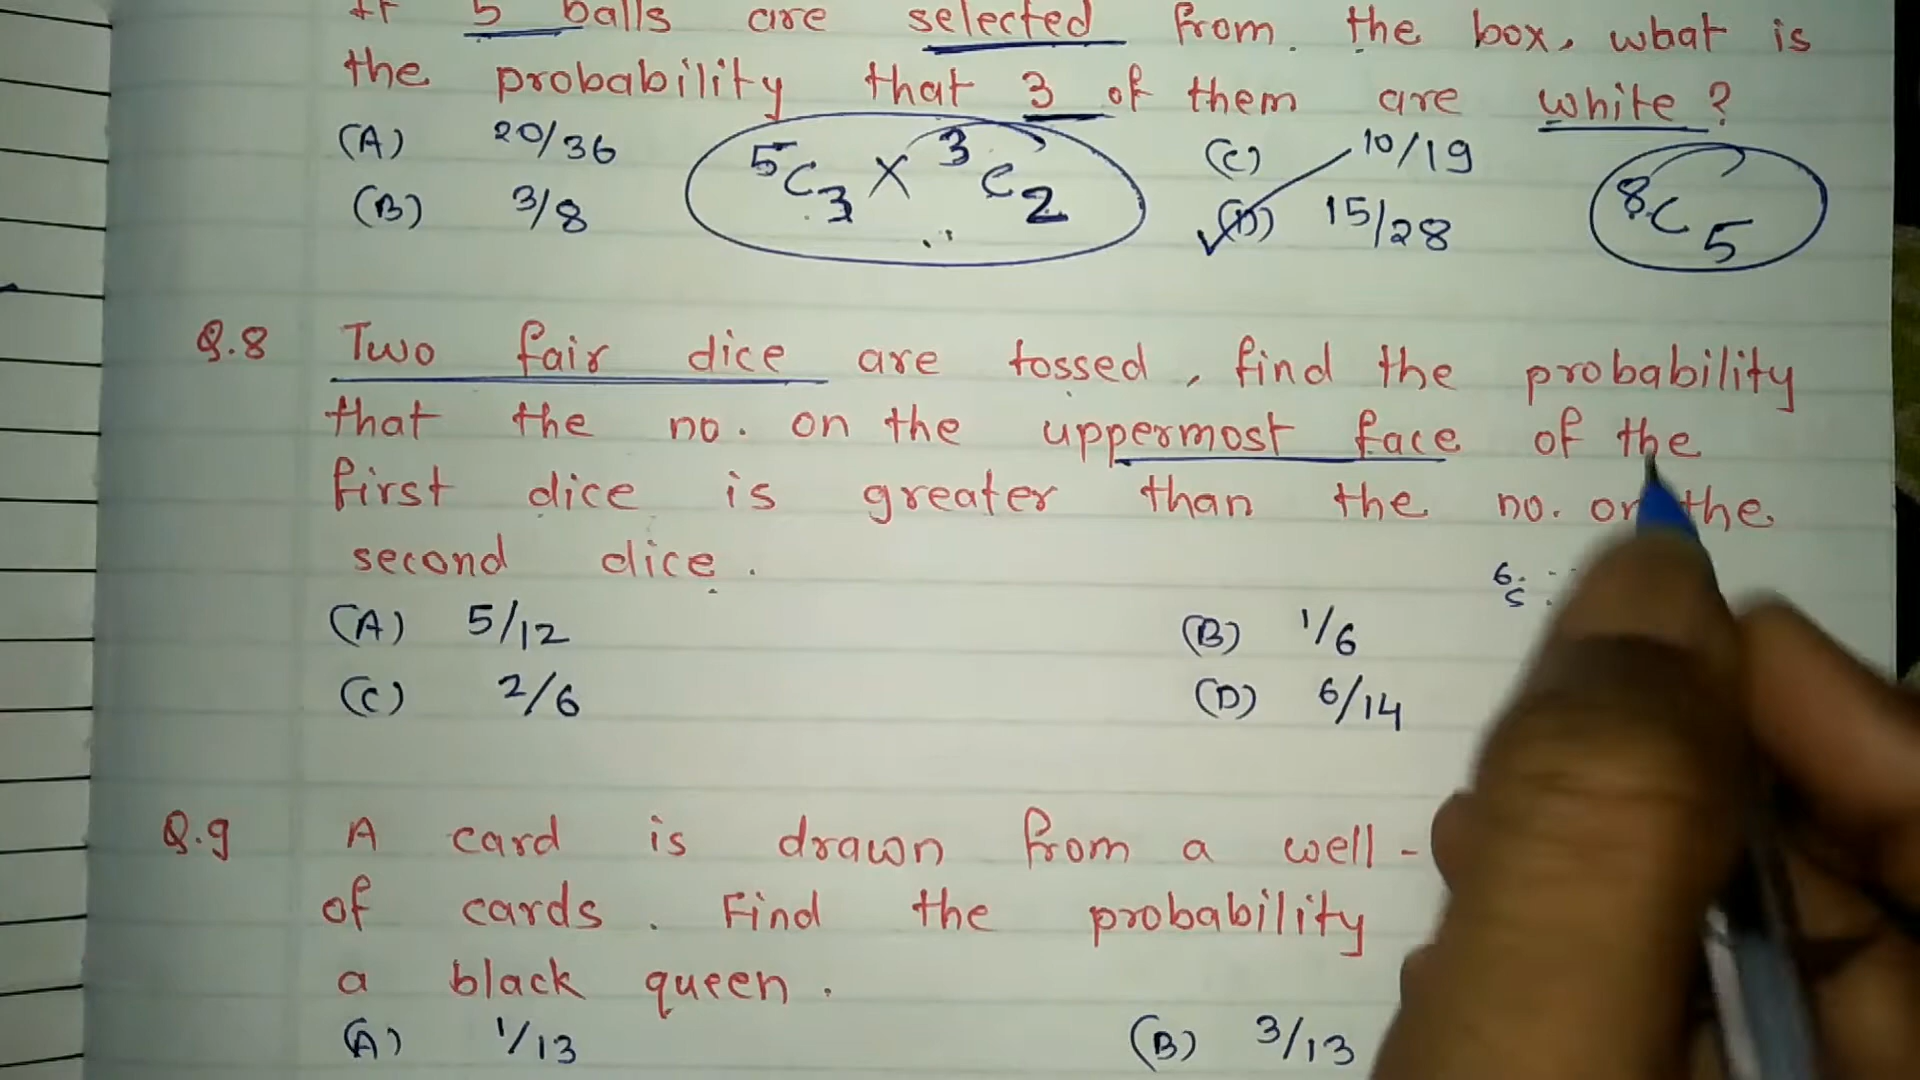 If 5 balls are selected from the box, what is
the probability that 3 of them are white?
(A) 20/36 (C) 10/19
(B) 3/8 (D) 15/28
⁵C₃ × ³C₂
⁸C₅
Q.8 Two fair dice are tossed, find the probability
that the no. on the uppermost face of the
first dice is greater than the no. on the
second dice.
6
5
(A) 5/12 (B) 1/6
(C) 2/6 (D) 6/14
Q.9 A card is drawn from a well-
of cards. Find the probability
a black queen.
(A) 1/13 (B) 3/13